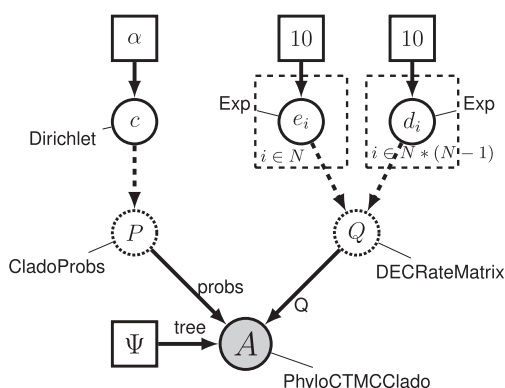 α 10 10
Exp Exp
c e_i d_i
Dirichlet
i ∈ N i ∈ N * (N − 1)
P Q
CladoProbs DECRateMatrix
probs Q
tree
Ψ A
PhyloCTMCClado